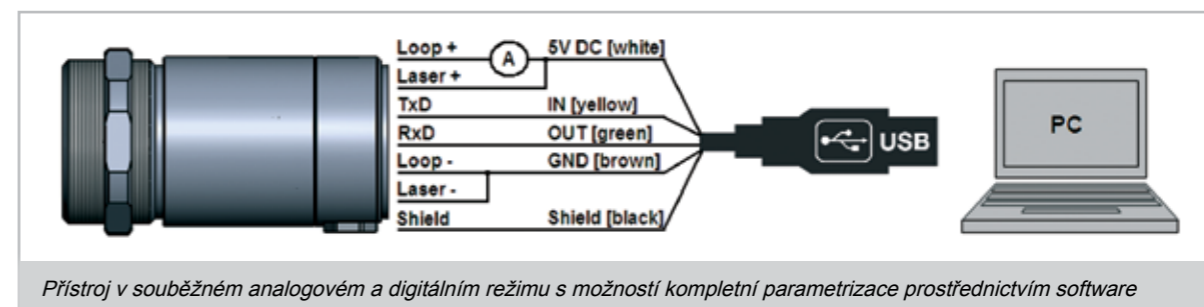 Loop + A 5V DC [white]
Laser +
TxD IN [yellow]
RxD OUT [green]
Loop - GND [brown]
Laser -
Shield Shield [black]
USB
PC
Přístroj v souběžném analogovém a digitálním režimu s možností kompletní parametrizace prostřednictvím software